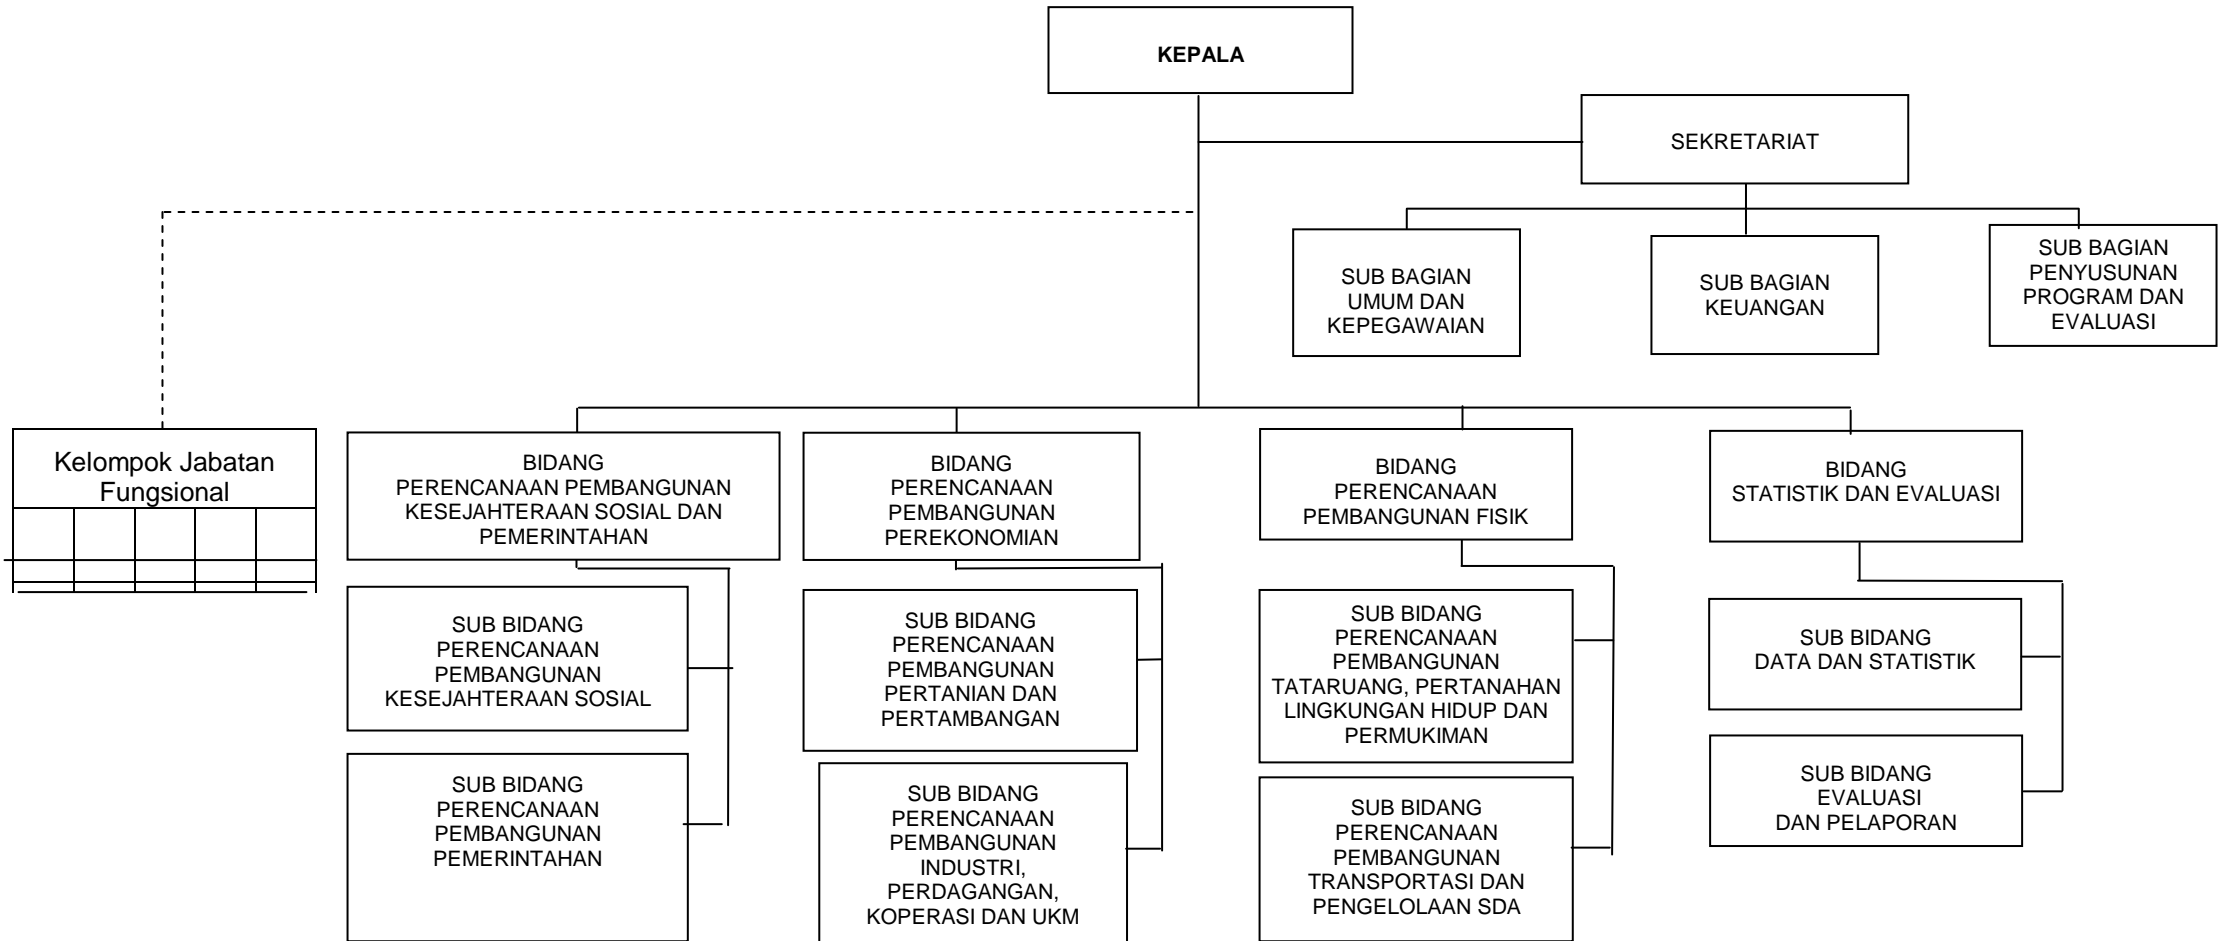 KEPALA
SEKRETARIAT
SUB BAGIAN
UMUM DAN
KEPEGAWAIAN
SUB BAGIAN
KEUANGAN
SUB BAGIAN
PENYUSUNAN
PROGRAM DAN
EVALUASI
Kelompok Jabatan
Fungsional
BIDANG
PERENCANAAN PEMBANGUNAN
KESEJAHTERAAN SOSIAL DAN
PEMERINTAHAN
BIDANG
PERENCANAAN
PEMBANGUNAN
PEREKONOMIAN
BIDANG
PERENCANAAN
PEMBANGUNAN FISIK
BIDANG
STATISTIK DAN EVALUASI
SUB BIDANG
PERENCANAAN
PEMBANGUNAN
KESEJAHTERAAN SOSIAL
SUB BIDANG
PERENCANAAN
PEMBANGUNAN
PERTANIAN DAN
PERTAMBANGAN
SUB BIDANG
PERENCANAAN
PEMBANGUNAN
TATARUANG, PERTANAHAN
LINGKUNGAN HIDUP DAN
PERMUKIMAN
SUB BIDANG
DATA DAN STATISTIK
SUB BIDANG
PERENCANAAN
PEMBANGUNAN
PEMERINTAHAN
SUB BIDANG
PERENCANAAN
PEMBANGUNAN
INDUSTRI,
PERDAGANGAN,
KOPERASI DAN UKM
SUB BIDANG
PERENCANAAN
PEMBANGUNAN
TRANSPORTASI DAN
PENGELOLAAN SDA
SUB BIDANG
EVALUASI
DAN PELAPORAN